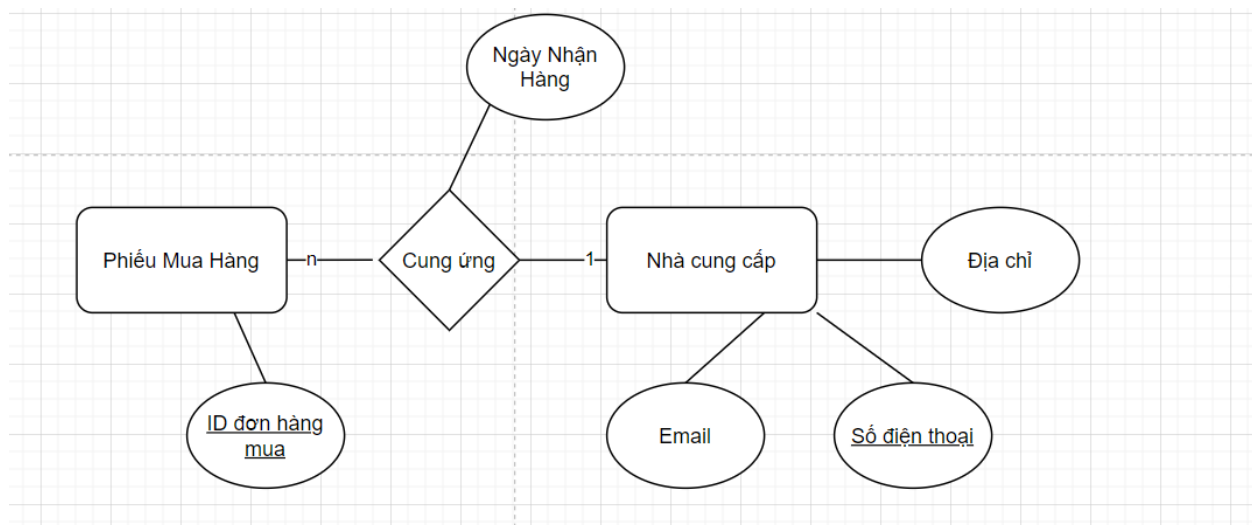 Ngày Nhận
Hàng
Phiếu Mua Hàng
n
Cung ứng
1
Nhà cung cấp
Địa chỉ
ID đơn hàng
mua
Email
Số điện thoại